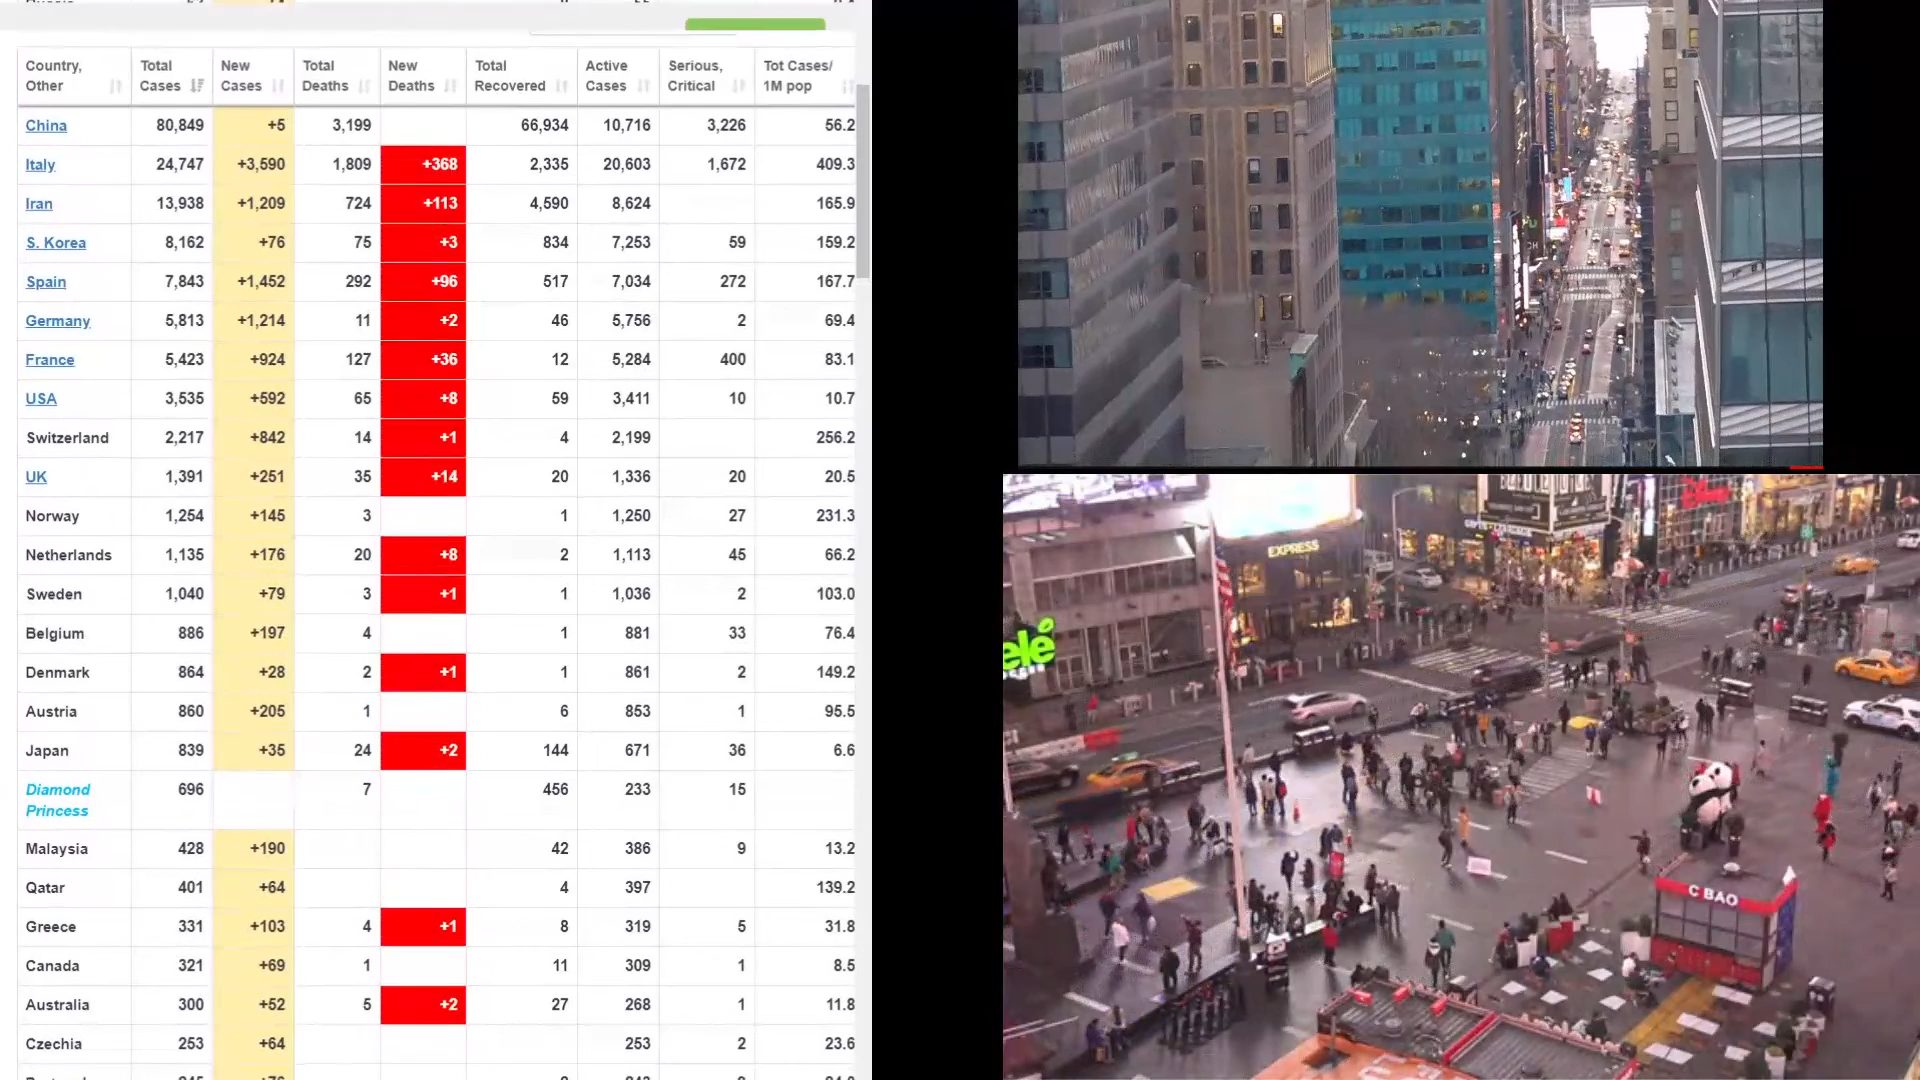 Country, Other Total Cases New Cases Total Deaths New Deaths Total Recovered Active Cases Serious, Critical Tot Cases/ 1M pop
China 80,849 +5 3,199 66,934 10,716 3,226 56.2
Italy 24,747 +3,590 1,809 +368 2,335 20,603 1,672 409.3
Iran 13,938 +1,209 724 +113 4,590 8,624 165.9
S. Korea 8,162 +76 75 +3 834 7,253 59 159.2
Spain 7,843 +1,452 292 +96 517 7,034 272 167.7
Germany 5,813 +1,214 11 +2 46 5,756 2 69.4
France 5,423 +924 127 +36 12 5,284 400 83.1
USA 3,535 +592 65 +8 59 3,411 10 10.7
Switzerland 2,217 +842 14 +1 4 2,199 256.2
UK 1,391 +251 35 +14 20 1,336 20 20.5
Norway 1,254 +145 3 1 1,250 27 231.3
Netherlands 1,135 +176 20 +8 2 1,113 45 66.2
Sweden 1,040 +79 3 +1 1 1,036 2 103.0
Belgium 886 +197 4 1 881 33 76.4
Denmark 864 +28 2 +1 1 861 2 149.2
Austria 860 +205 1 6 853 1 95.5
Japan 839 +35 24 +2 144 671 36 6.6
Diamond Princess 696 7 456 233 15
Malaysia 428 +190 42 386 9 13.2
Qatar 401 +64 4 397 139.2
Greece 331 +103 4 +1 8 319 5 31.8
Canada 321 +69 1 11 309 1 8.5
Australia 300 +52 5 +2 27 268 1 11.8
Czechia 253 +64 253 2 23.6
EXPRESS
elé
C BAO